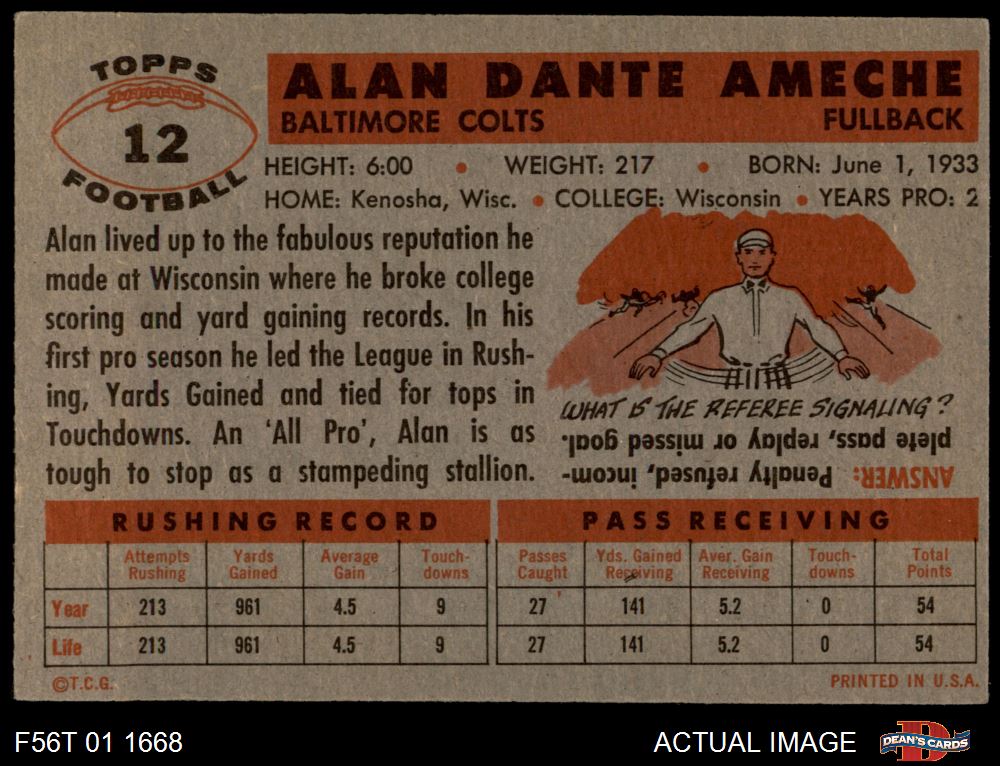 TOPPS
12
FOOTBALL
ALAN DANTE AMECHE
BALTIMORE COLTS FULLBACK
HEIGHT: 6:00 • WEIGHT: 217 • BORN: June 1, 1933
HOME: Kenosha, Wisc. • COLLEGE: Wisconsin • YEARS PRO: 2
Alan lived up to the fabulous reputation he
made at Wisconsin where he broke college
scoring and yard gaining records. In his
first pro season he led the League in Rush-
ing, Yards Gained and tied for tops in
Touchdowns. An 'All Pro', Alan is as
tough to stop as a stampeding stallion.
WHAT IS THE REFEREE SIGNALING?
ANSWER: Penalty refused, incom-
plete pass, or replay or missed goal.
RUSHING RECORD
Attempts Rushing Yards Gained Average Gain Touch-downs
Year 213 961 4.5 9
Life 213 961 4.5 9
PASS RECEIVING
Passes Caught Yds. Gained Receiving Aver. Gain Receiving Touch-downs Total Points
27 141 5.2 0 54
27 141 5.2 0 54
©T.C.G. PRINTED IN U.S.A.
F56T 01 1668 ACTUAL IMAGE
D
DEAN'S CARDS